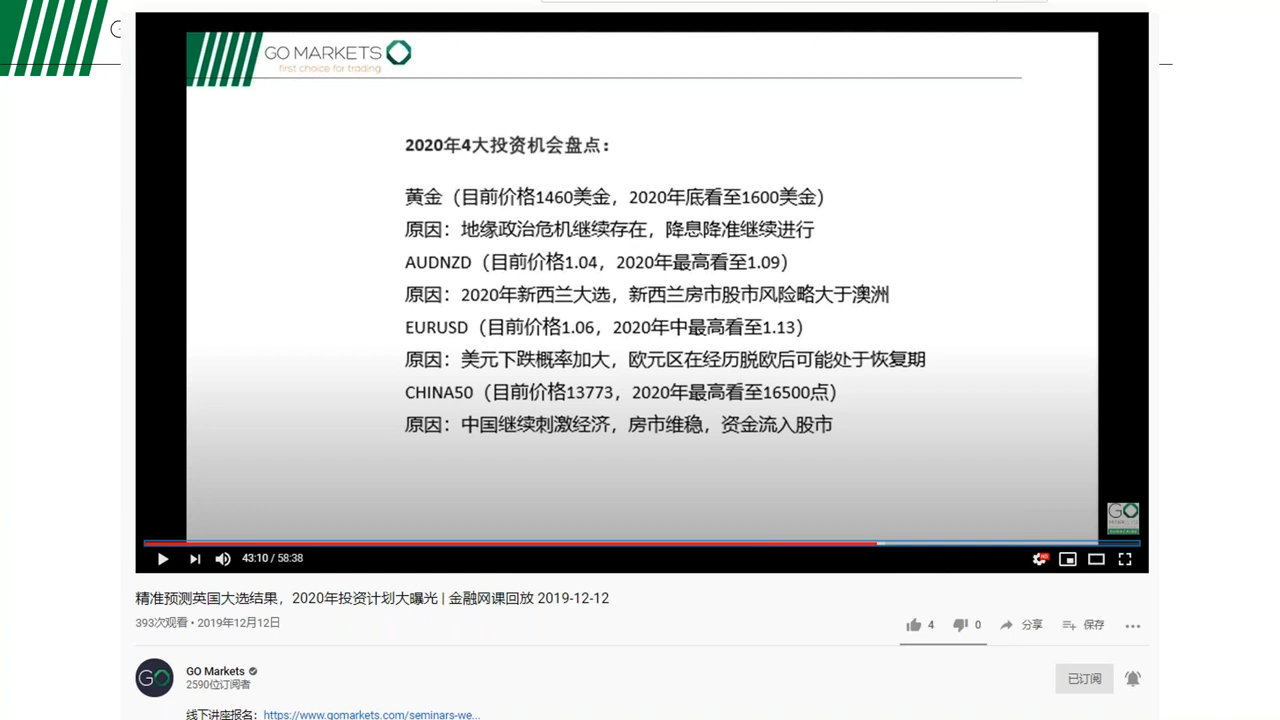 GO MARKETS
first choice for trading
2020年4大投资机会盘点：
黄金（目前价格1460美金，2020年底看至1600美金）
原因：地缘政治危机继续存在，降息降准继续进行
AUDNZD（目前价格1.04，2020年最高看至1.09）
原因：2020年新西兰大选，新西兰房市股市风险略大于澳洲
EURUSD（目前价格1.06，2020年中最高看至1.13）
原因：美元下跌概率加大，欧元区在经历脱欧后可能处于恢复期
CHINA50（目前价格13773，2020年最高看至16500点）
原因：中国继续刺激经济，房市维稳，资金流入股市
GO
43:10 / 58:38
精准预测英国大选结果，2020年投资计划大曝光 | 金融网课回放 2019-12-12
393次观看 • 2019年12月12日
4 0 分享 保存
GO GO Markets
2590位订阅者
已订阅
线下讲座报名：https://www.gomarkets.com/seminars-we...